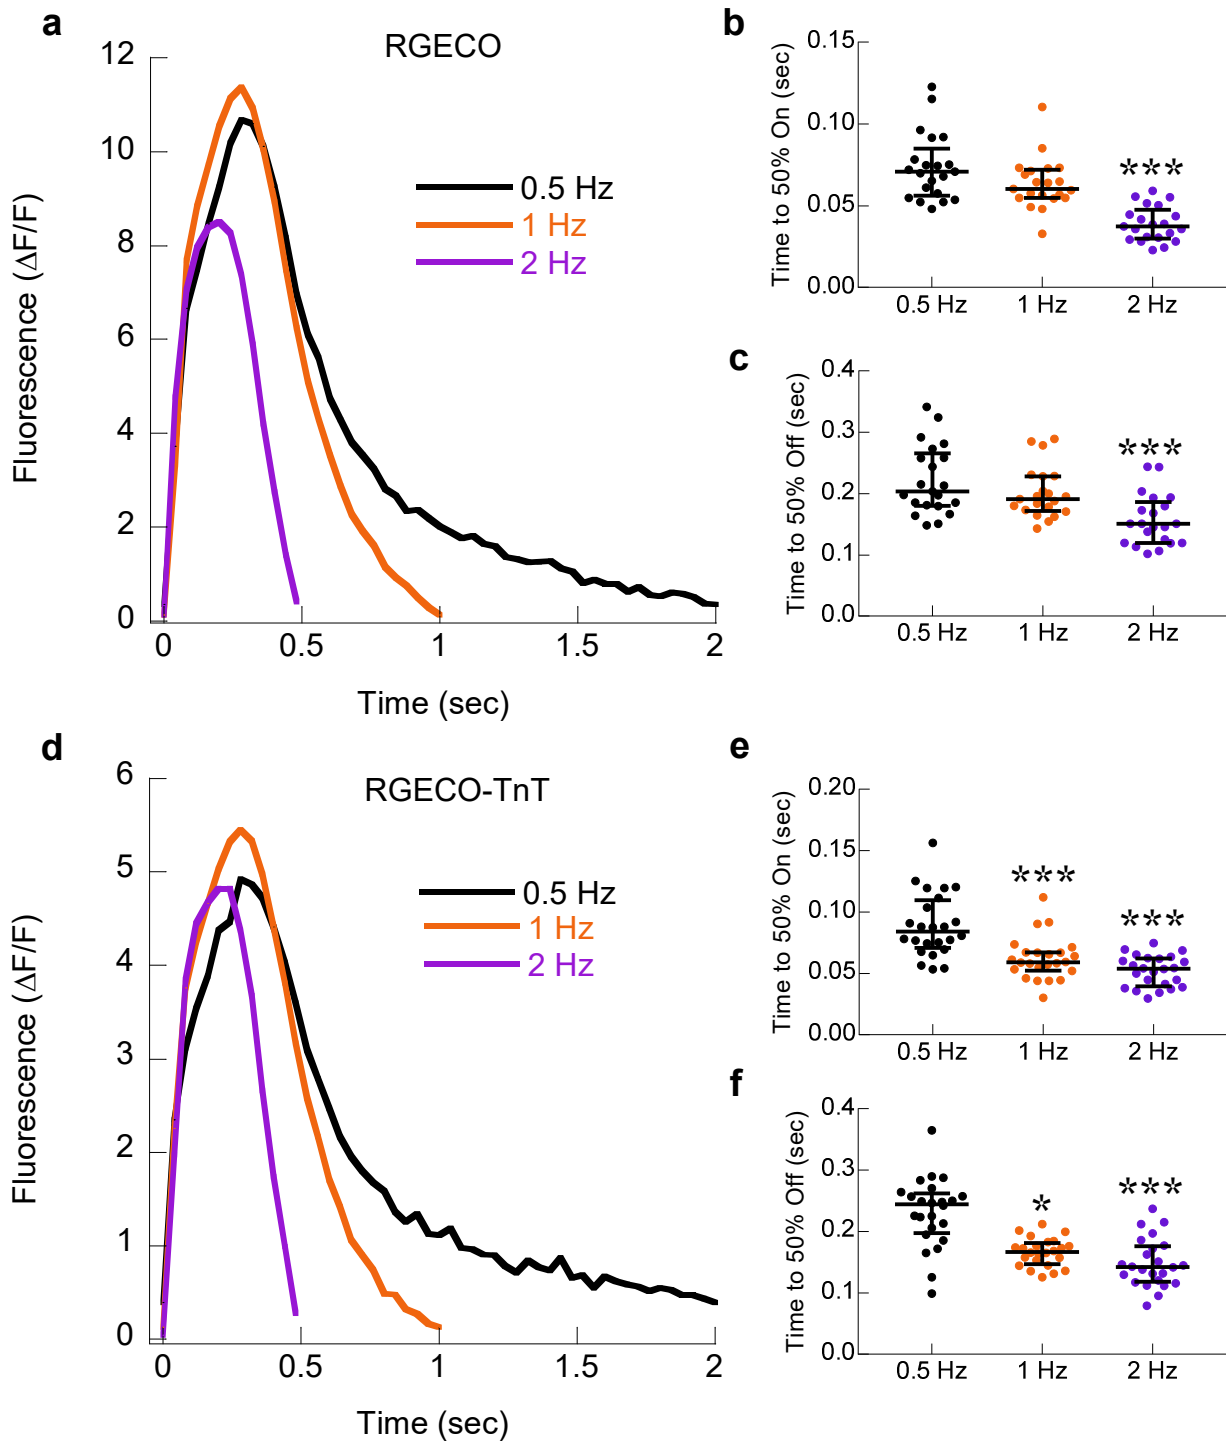 a
RGECO
12
10
8
6
4
2
0
Fluorescence (ΔF/F)
0.5 Hz
1 Hz
2 Hz
0 0.5 1 1.5 2
Time (sec)
b
Time to 50% On (sec)
0.15
0.10
0.05
0.00
***
0.5 Hz 1 Hz 2 Hz
c
Time to 50% Off (sec)
0.4
0.3
0.2
0.1
0.0
***
0.5 Hz 1 Hz 2 Hz
d
RGECO-TnT
6
5
4
3
2
1
0
Fluorescence (ΔF/F)
0.5 Hz
1 Hz
2 Hz
0 0.5 1 1.5 2
Time (sec)
e
Time to 50% On (sec)
0.20
0.15
0.10
0.05
0.00
***
***
0.5 Hz 1 Hz 2 Hz
f
Time to 50% Off (sec)
0.4
0.3
0.2
0.1
0.0
*
***
0.5 Hz 1 Hz 2 Hz